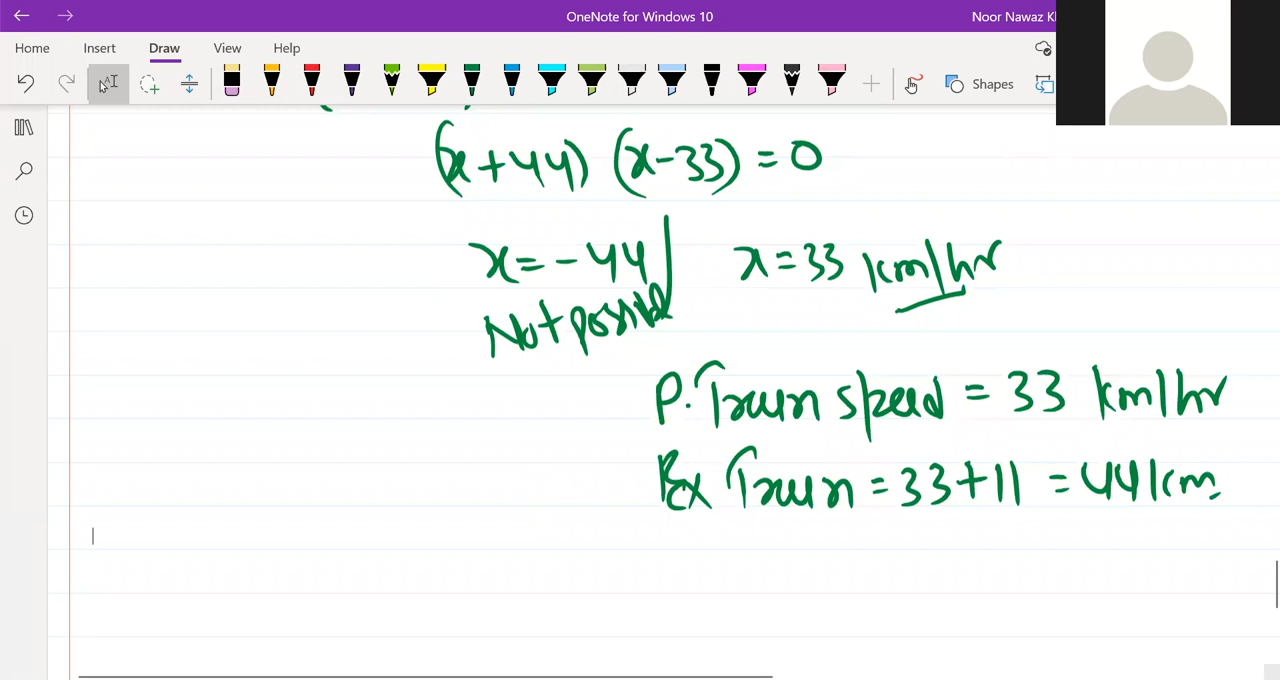 OneNote for Windows 10
Noor Nawaz
Home Insert Draw View Help
Shapes
(x+44) (x-33) = 0
x = -44 x = 33 km/hr
Not possible
P. Train speed = 33 km/hr
Ex Train = 33+11 = 44 km